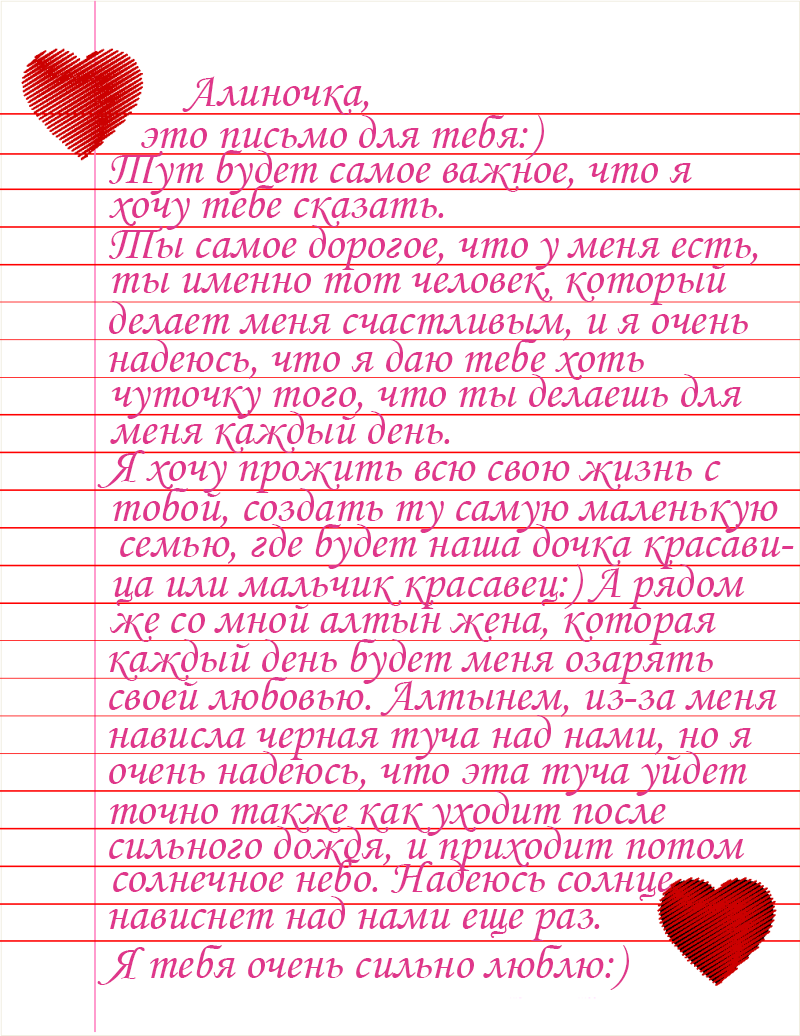 Алиночка,
это письмо для тебя:)
Тут будет самое важное, что я
хочу тебе сказать.
Ты самое дорогое, что у меня есть,
ты именно тот человек, который
делает меня счастливым, и я очень
надеюсь, что я даю тебе хоть
чуточку того, что ты делаешь для
меня каждый день.
Я хочу прожить всю свою жизнь с
тобой, создать ту самую маленькую
семью, где будет наша дочка красави-
ца или мальчик красавец:) А рядом
же со мной алтын жена, которая
каждый день будет меня озарять
своей любовью. Алтынем, из-за меня
нависла черная туча над нами, но я
очень надеюсь, что эта туча уйдет
точно также как уходит после
сильного дождя, и приходит потом
солнечное небо. Надеюсь солнце
нависнет над нами еще раз.
Я тебя очень сильно люблю:)